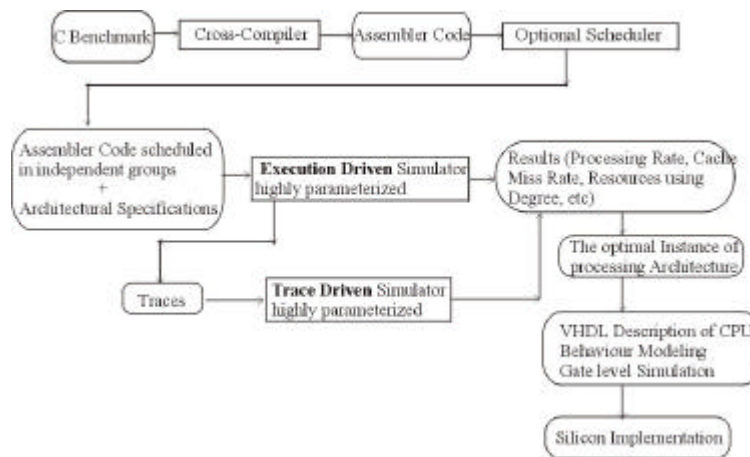 C Benchmark
Cross-Compiler
Assembler Code
Optional Scheduler
Assembler Code scheduled
in independent groups
+
Architectural Specifications
Execution Driven Simulator
highly parameterized
Results (Processing Rate, Cache
Miss Rate, Resources using
Degree, etc)
The optimal Instance of
processing Architecture
Traces
Trace Driven Simulator
highly parameterized
VHDL Description of CPU
Behaviour Modeling
Gate level Simulation
Silicon Implementation